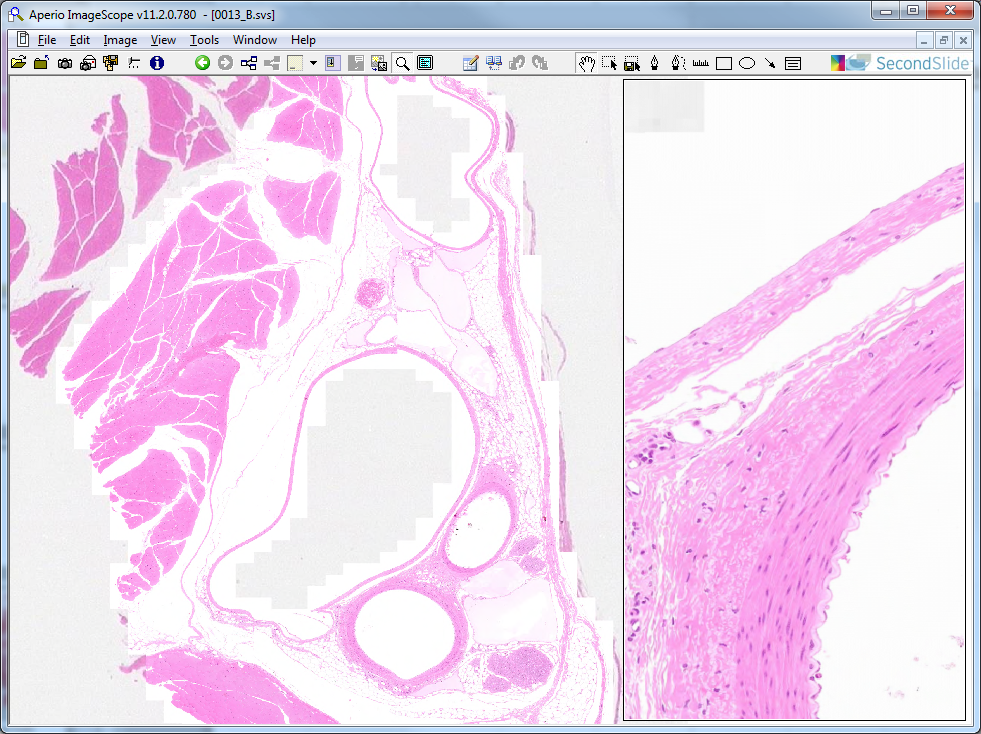 Aperio ImageScope v11.2.0.780 - [0013_B.svs]
File Edit Image View Tools Window Help
SecondSlide